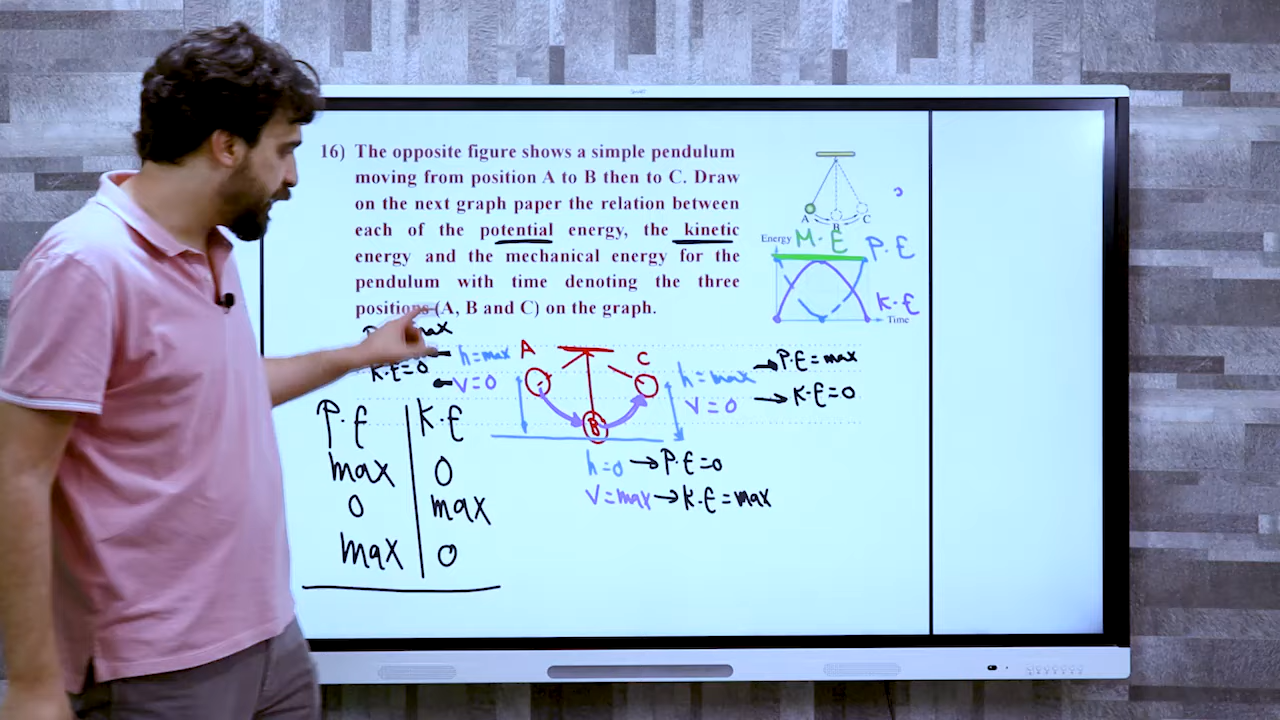 16) The opposite figure shows a simple pendulum
moving from position A to B then to C. Draw
on the next graph paper the relation between
each of the potential energy, the kinetic
energy and the mechanical energy for the
pendulum with time denoting the three
positions (A, B and C) on the graph.
A
B
C
Energy
M.E
P.E
K.E
Time
max
K.E=0
h=max
V=0
A
B
C
h=max
V=0
P.E=max
K.E=0
h=0 → P.E=0
V=max → K.E=max
P.E K.E
max 0
0 max
max 0